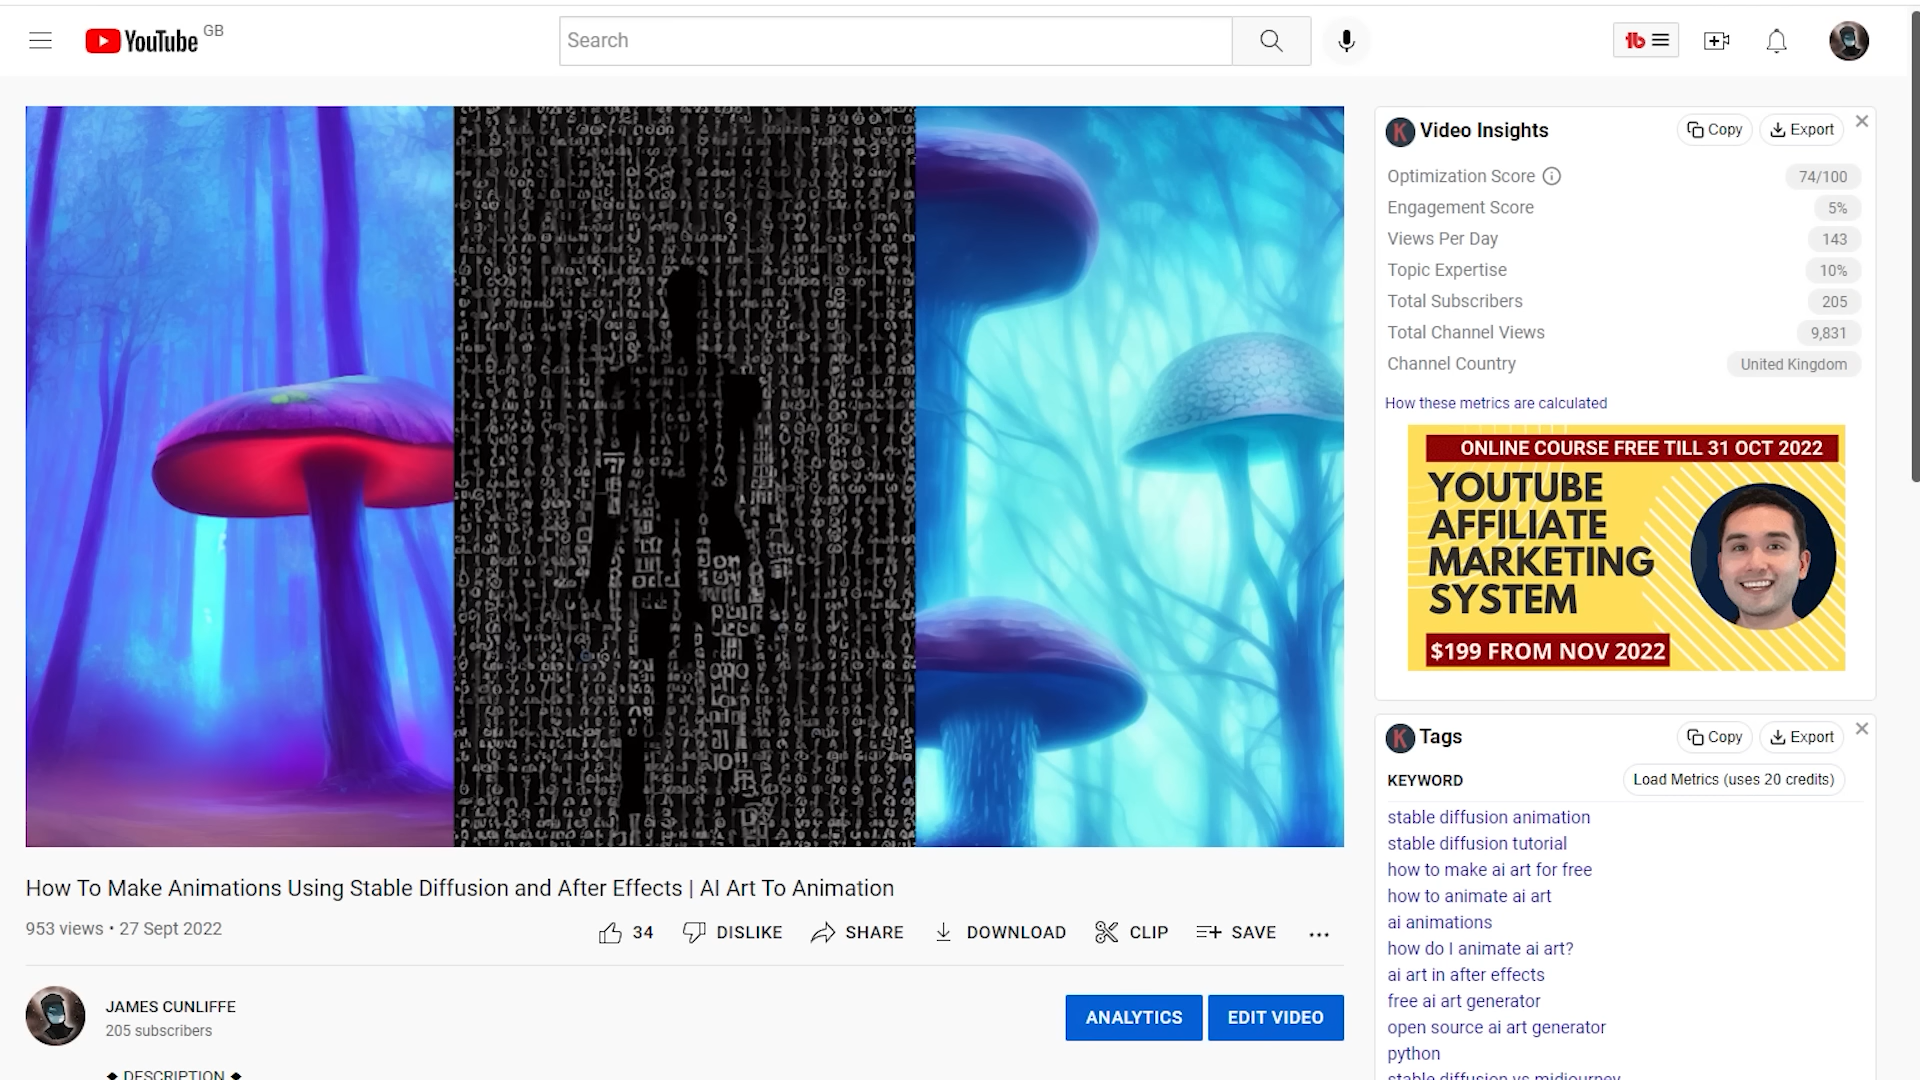 YouTube GB
Search
Video Insights
Copy
Export
Optimization Score
74/100
Engagement Score
5%
Views Per Day
143
Topic Expertise
10%
Total Subscribers
205
Total Channel Views
9,831
Channel Country
United Kingdom
How these metrics are calculated
ONLINE COURSE FREE TILL 31 OCT 2022
YOUTUBE
AFFILIATE
MARKETING
SYSTEM
$199 FROM NOV 2022
Tags
Copy
Export
KEYWORD
Load Metrics (uses 20 credits)
stable diffusion animation
stable diffusion tutorial
how to make ai art for free
how to animate ai art
ai animations
how do I animate ai art?
ai art in after effects
free ai art generator
open source ai art generator
python
stable diffusion vs midjourney
How To Make Animations Using Stable Diffusion and After Effects | AI Art To Animation
953 views • 27 Sept 2022
34
DISLIKE
SHARE
DOWNLOAD
CLIP
SAVE
JAMES CUNLIFFE
205 subscribers
ANALYTICS
EDIT VIDEO
◆ DESCRIPTION ◆